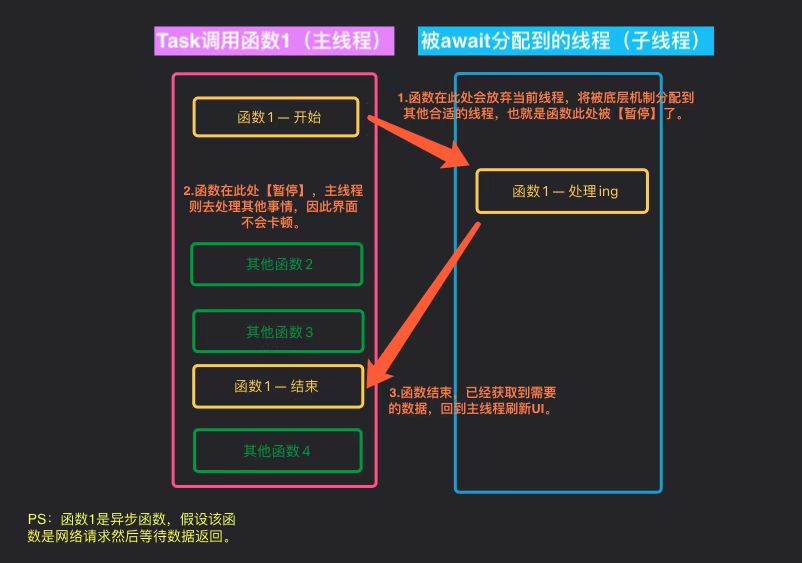 Task调用函数1（主线程）
被await分配到的线程（子线程）
函数1 — 开始
1.函数在此处会放弃当前线程，将被底层机制分配到
其他合适的线程，也就是函数此处被【暂停】了。
函数1 — 处理ing
2.函数在此处【暂停】，主线程
则去处理其他事情，因此界面
不会卡顿。
其他函数2
其他函数3
函数1 — 结束
3.函数结束，已经获取到需要
的数据，回到主线程刷新UI。
其他函数4
PS：函数1是异步函数，假设该函
数是网络请求然后等待数据返回。